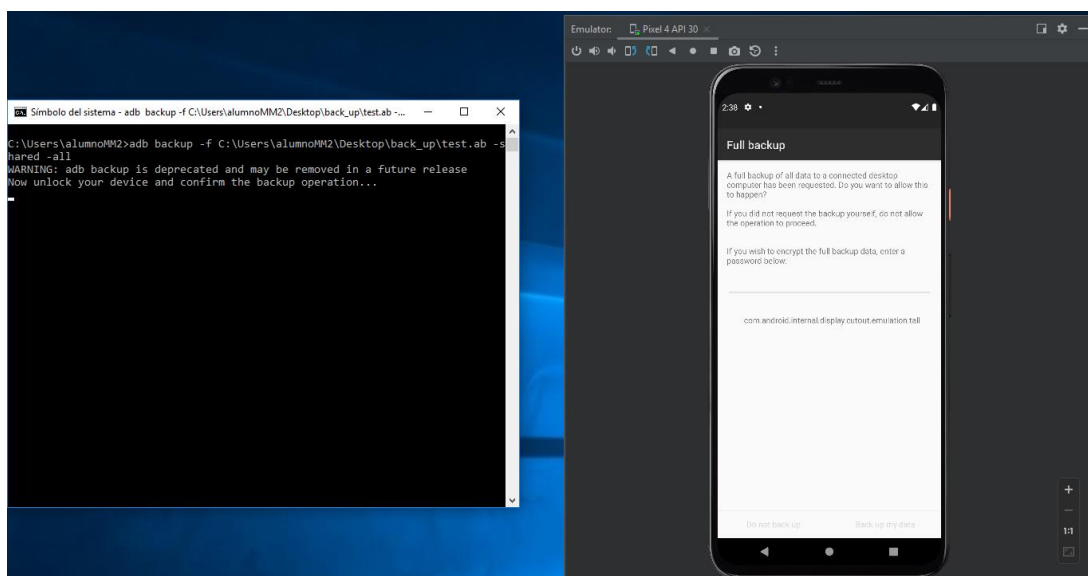 Símbolo del sistema - adb backup -f C:\Users\alumnoMM2\Desktop\back_up\test.ab -...
C:\Users\alumnoMM2>adb backup -f C:\Users\alumnoMM2\Desktop\back_up\test.ab -s
hared -all
WARNING: adb backup is deprecated and may be removed in a future release
Now unlock your device and confirm the backup operation...
Emulator: Pixel 4 API 30
2:38
Full backup
A full backup of all data to a connected desktop
computer has been requested. Do you want to allow this
to happen?
If you did not request the backup yourself, do not allow
the operation to proceed.
If you wish to encrypt the full backup data, enter a
password below:
com.android.internal.display.cutout.emulation.tall
Do not back up
Back up my data
1:1